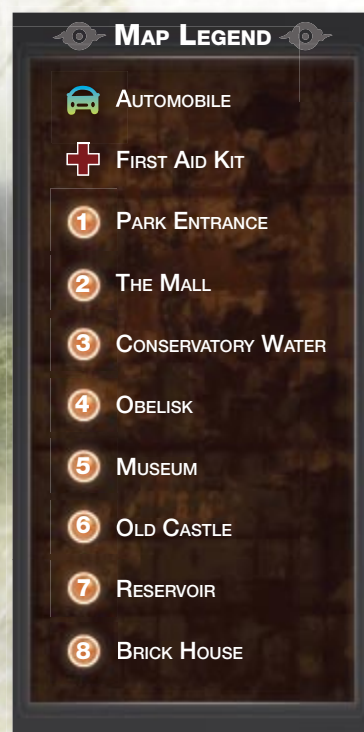 Map Legend
Automobile
First Aid Kit
1 Park Entrance
2 The Mall
3 Conservatory Water
4 Obelisk
5 Museum
6 Old Castle
7 Reservoir
8 Brick House